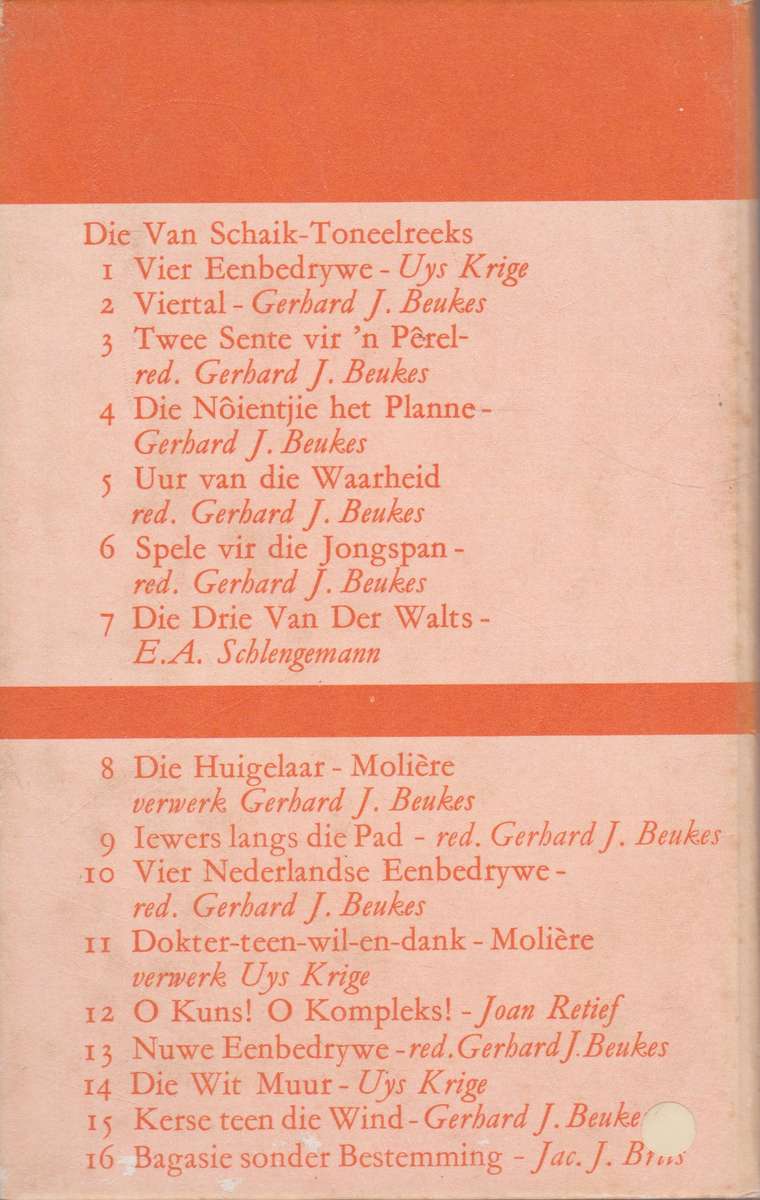 Die Van Schaik-Toneelreeks
1 Vier Eenbedrywe - Uys Krige
2 Viertal - Gerhard J. Beukes
3 Twee Sente vir 'n Pêrel-
red. Gerhard J. Beukes
4 Die Nôientjie het Planne -
Gerhard J. Beukes
5 Uur van die Waarheid
red. Gerhard J. Beukes
6 Spele vir die Jongspan -
red. Gerhard J. Beukes
7 Die Drie Van Der Walts -
E.A. Schlengemann
8 Die Huigelaar - Molière
verwerk Gerhard J. Beukes
9 Iewers langs die Pad - red. Gerhard J. Beukes
10 Vier Nederlandse Eenbedrywe -
red. Gerhard J. Beukes
11 Dokter-teen-wil-en-dank - Molière
verwerk Uys Krige
12 O Kuns! O Kompleks! - Joan Retief
13 Nuwe Eenbedrywe - red. Gerhard J. Beukes
14 Die Wit Muur - Uys Krige
15 Kerse teen die Wind - Gerhard J.
16 Bagasie sonder Bestemming - Jac. J.